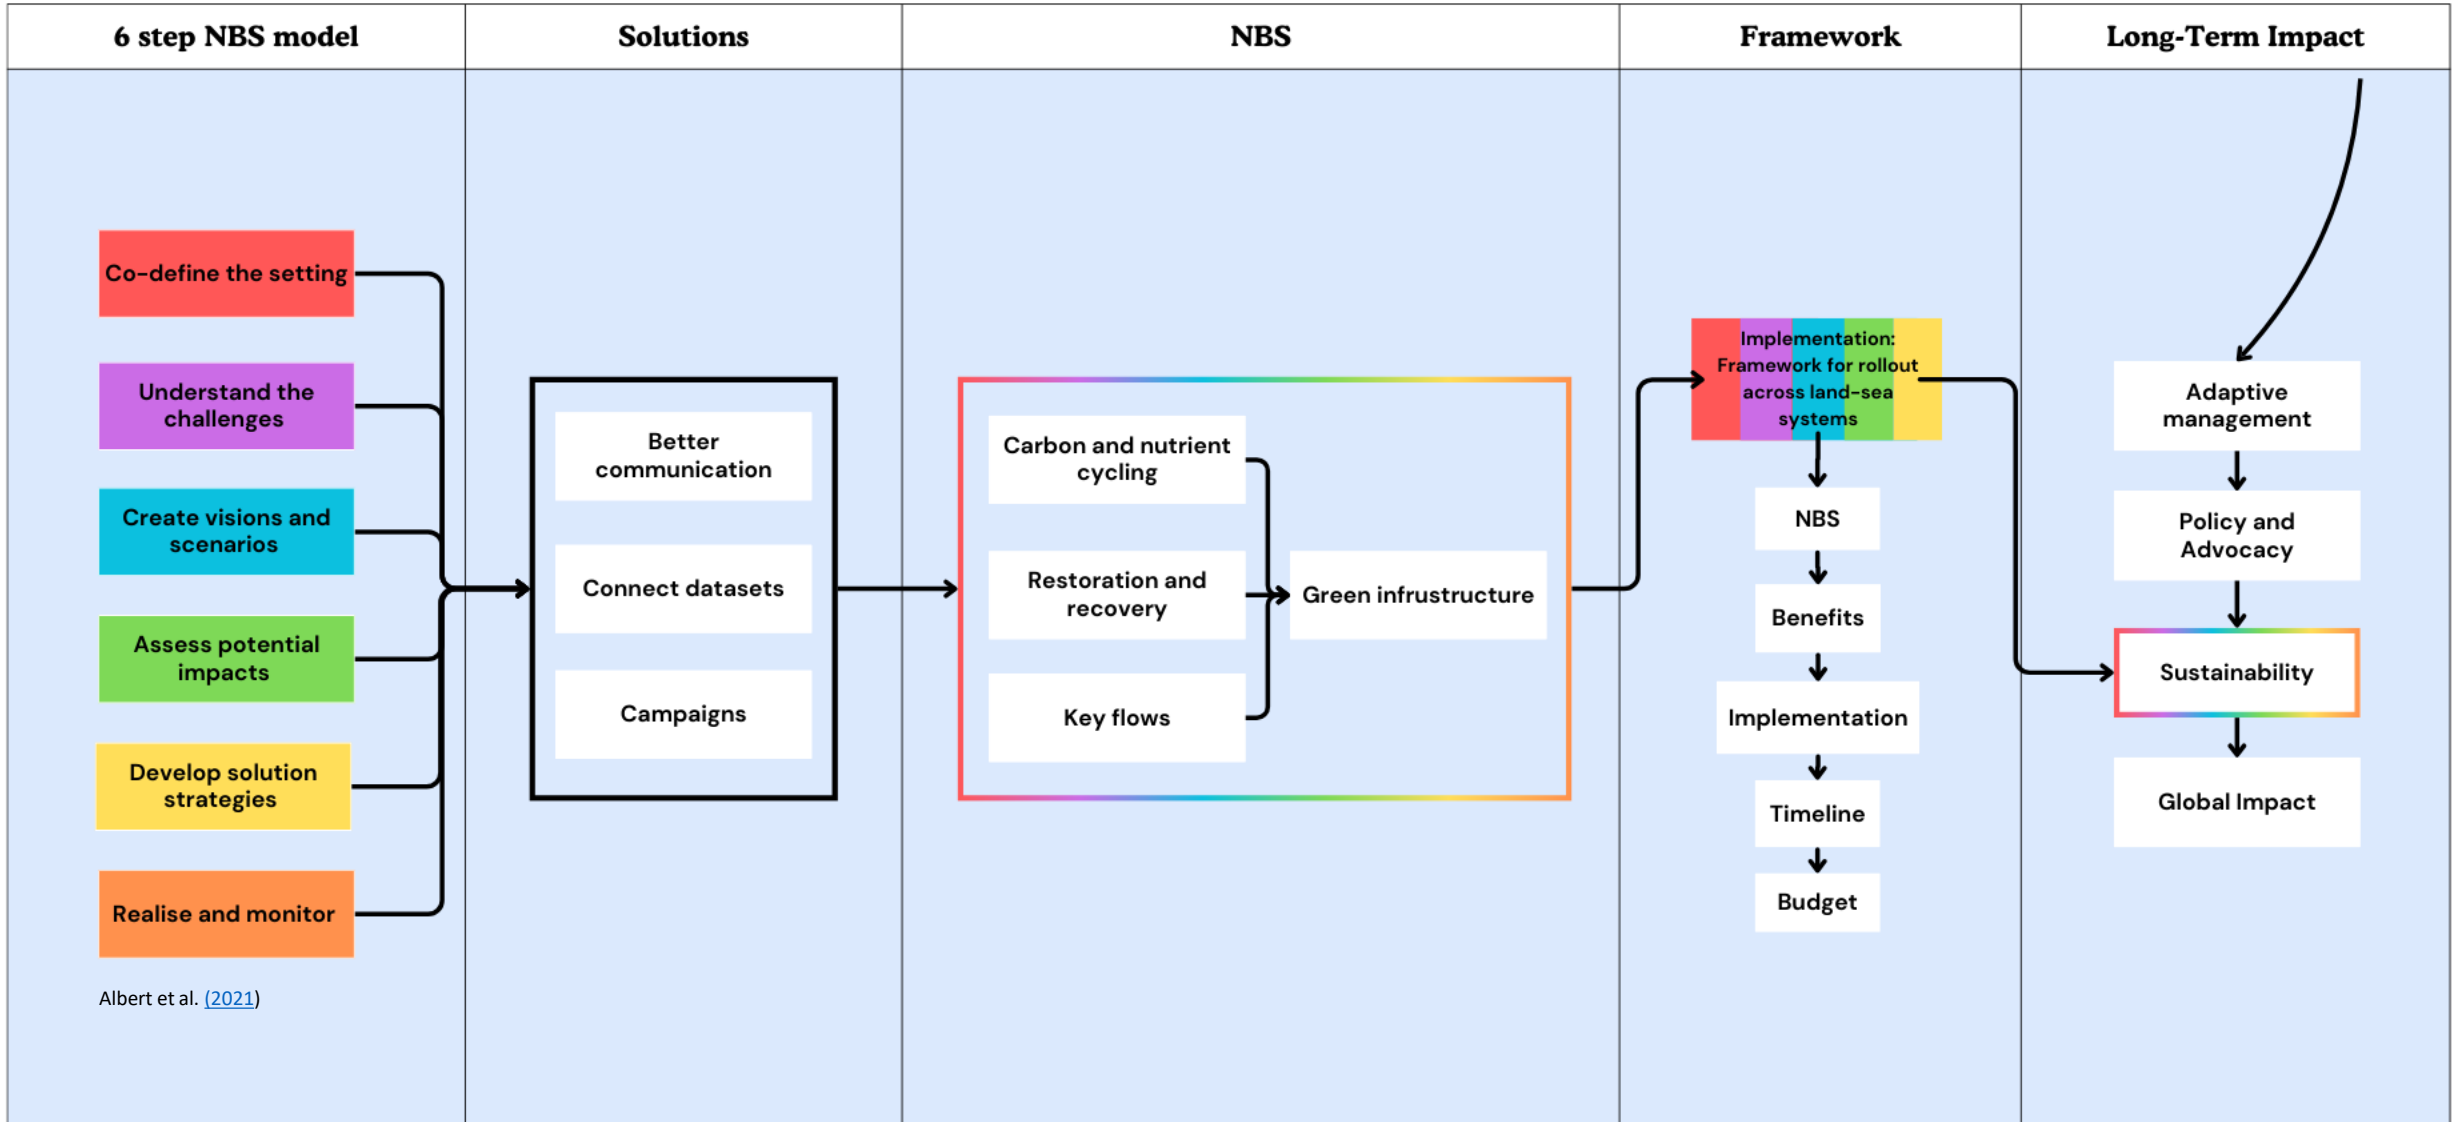 6 step NBS model
Solutions
NBS
Framework
Long-Term Impact
Co-define the setting
Understand the
challenges
Create visions and
scenarios
Assess potential
impacts
Develop solution
strategies
Realise and monitor
Albert et al. (2021)
Better
communication
Connect datasets
Campaigns
Carbon and nutrient
cycling
Restoration and
recovery
Key flows
Green infrustructure
Implementation:
Framework for rollout
across land-sea
systems
NBS
Benefits
Implementation
Timeline
Budget
Adaptive
management
Policy and
Advocacy
Sustainability
Global Impact